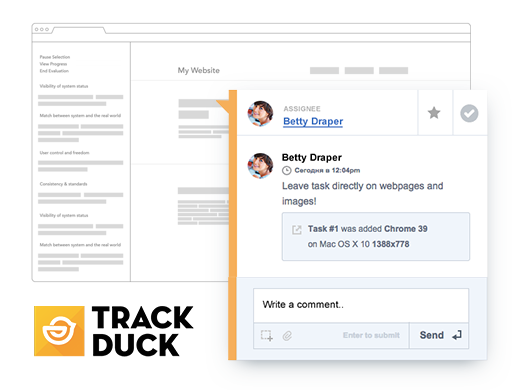 Pause Selection
View Progress
End Evaluation
Visibility of system status
Match between system and the real world
User control and freedom
Consistency & standards
Visibility of system status
Match between system and the real world
My Website
ASSIGNEE
Betty Draper
Betty Draper
Сегодня в 12:04pm
Leave task directly on webpages and
images!
Task #1 was added Chrome 39
on Mac OS X 10 1388x778
Write a comment..
Enter to submit
Send
TRACK
DUCK